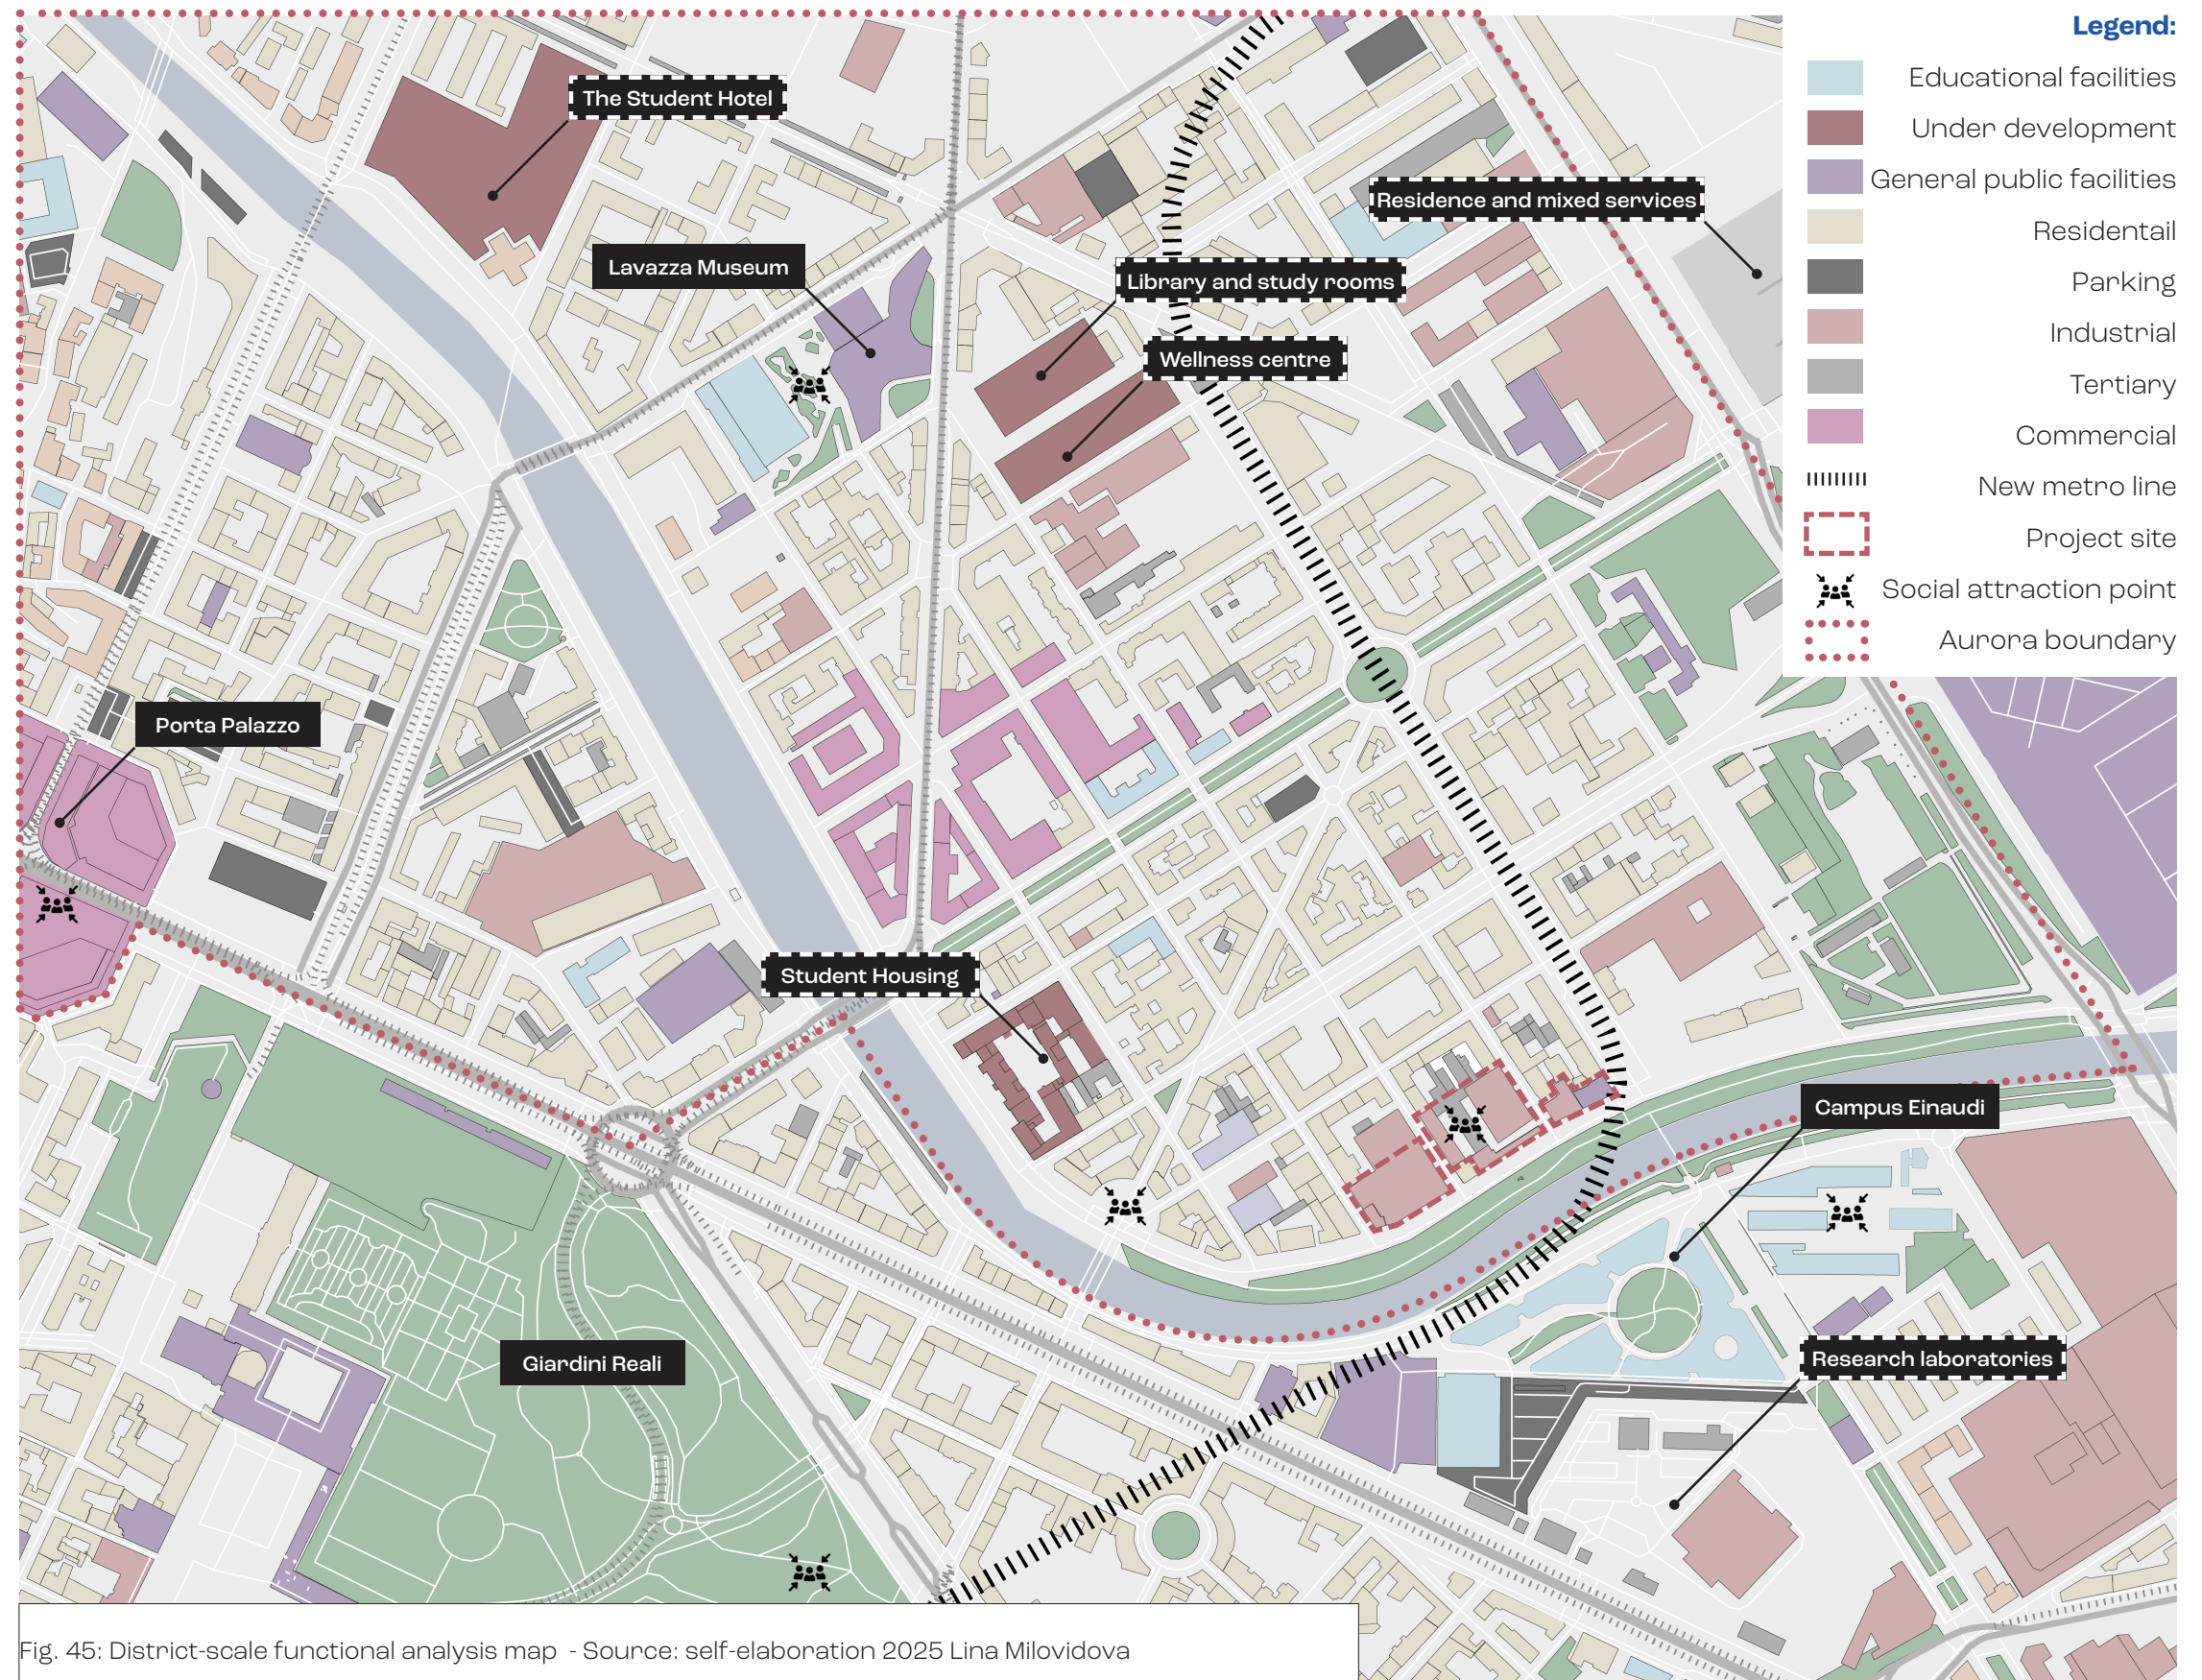 Legend:
Educational facilities
Under development
General public facilities
Residentail
Parking
Industrial
Tertiary
Commercial
New metro line
Project site
Social attraction point
Aurora boundary
The Student Hotel
Residence and mixed services
Lavazza Museum
Library and study rooms
Wellness centre
Porta Palazzo
Student Housing
Campus Einaudi
Giardini Reali
Research laboratories
Fig. 45: District-scale functional analysis map - Source: self-elaboration 2025 Lina Milovidova